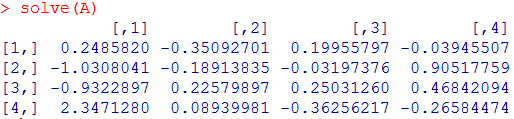 > solve(A)
[,1] [,2] [,3] [,4]
[1,] 0.2485820 -0.35092701 0.19955797 -0.03945507
[2,] -1.0308041 -0.18913835 -0.03197376 0.90517759
[3,] -0.9322897 0.22579897 0.25031260 0.46842094
[4,] 2.3471280 0.08939981 -0.36256217 -0.26584474